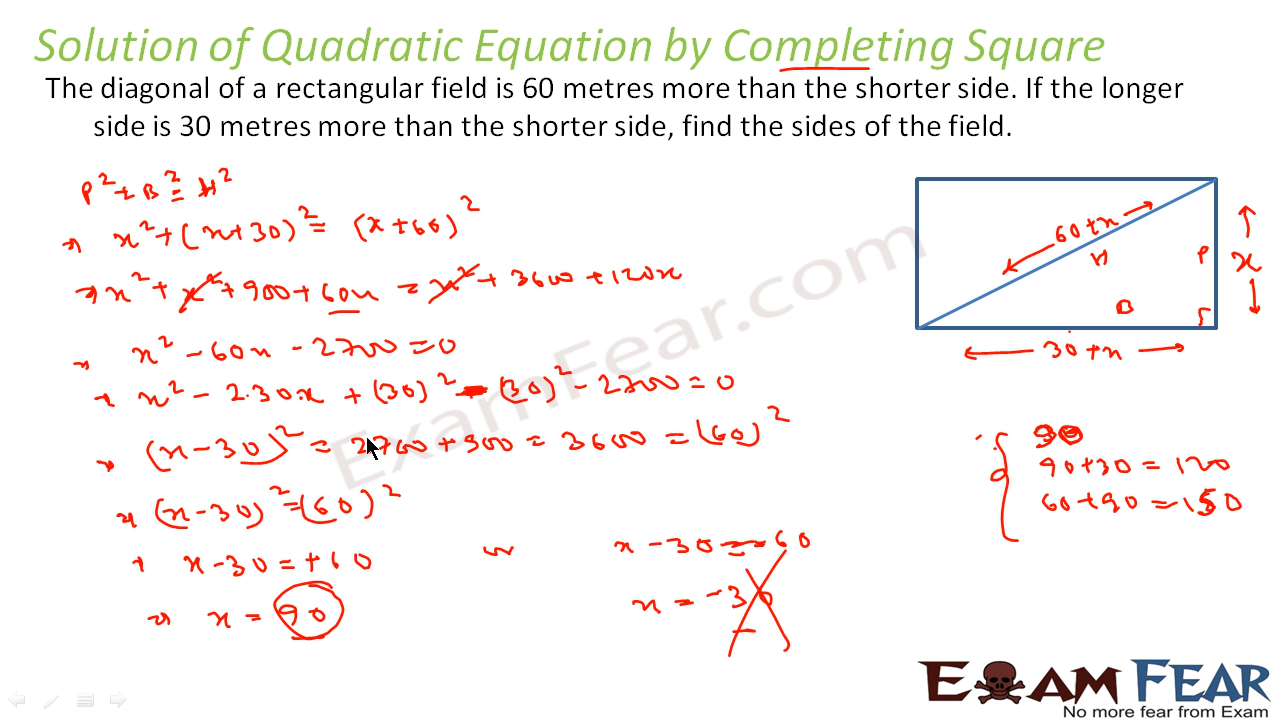 Solution of Quadratic Equation by Completing Square
The diagonal of a rectangular field is 60 metres more than the shorter side. If the longer
side is 30 metres more than the shorter side, find the sides of the field.
P² + B² = H²
⇒ x² + (x+30)² = (x+60)²
⇒ x² + x² + 900 + 60x = x² + 3600 + 120x
⇒ x² - 60x - 2700 = 0
⇒ x² - 2.30.x + (30)² - (30)² - 2700 = 0
⇒ (x - 30)² = 2700 + 900 = 3600 = (60)²
⇒ (x - 30)² = (60)²
⇒ x - 30 = +60 or x - 30 = -60
⇒ x = 90 x = -30
60+x
H
P
x
B
30+x
90
90+30 = 120
60+90 = 150
ExamFear.com
EXAM FEAR
No more fear from Exam